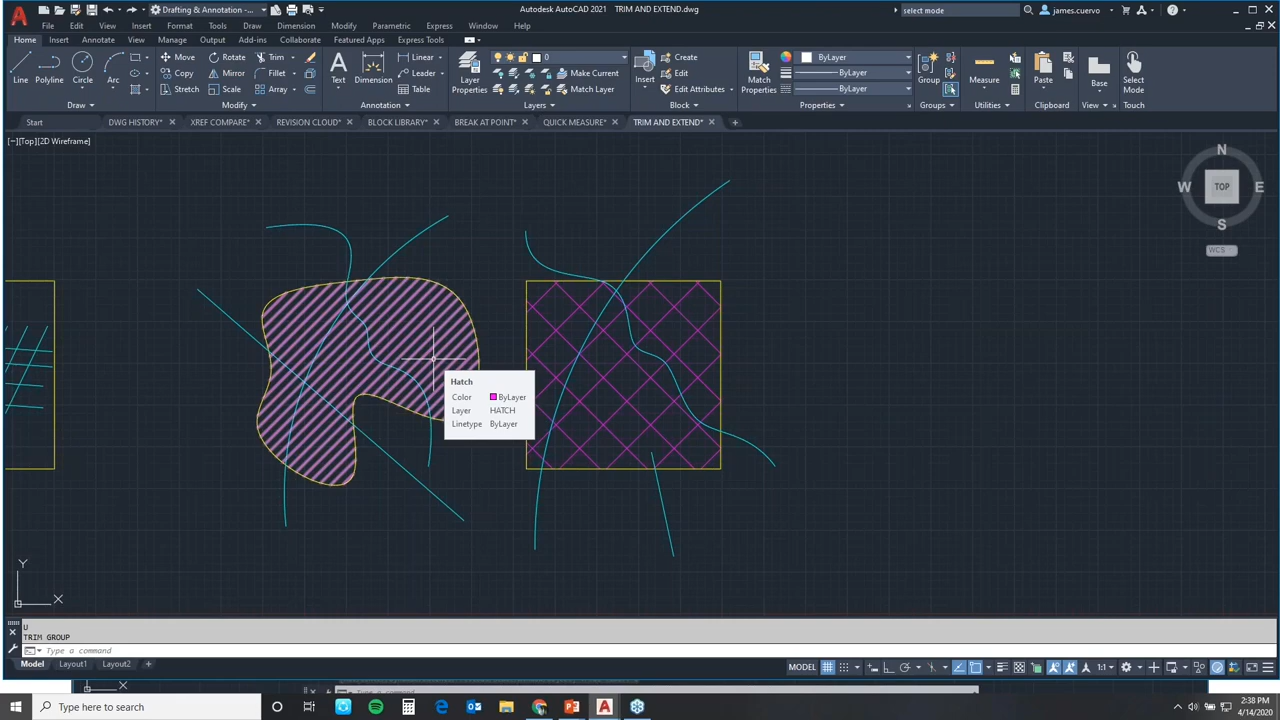 Drafting & Annotation
Autodesk AutoCAD 2021 TRIM AND EXTEND.dwg
select mode
james.cuervo
File Edit View Insert Format Tools Draw Dimension Modify Parametric Express Window Help
Home Insert Annotate View Manage Output Add-ins Collaborate Featured Apps Express Tools
Line
Polyline
Circle
Arc
Move
Rotate
Trim
Copy
Mirror
Fillet
Stretch
Scale
Array
Text
Dimension
Linear
Leader
Table
Layer
Properties
0
Make Current
Match Layer
Insert
Create
Edit
Edit Attributes
Match
Properties
ByLayer
ByLayer
ByLayer
Group
Measure
Paste
Base
Select
Mode
Draw Modify Annotation Layers Block Properties Groups Utilities Clipboard View Touch
Start DWG HISTORY* XREF COMPARE* REVISION CLOUD* BLOCK LIBRARY* BREAK AT POINT* QUICK MEASURE* TRIM AND EXTEND*
[−][Top][2D Wireframe]
N
W TOP E
S
WCS
Hatch
Color ByLayer
Layer HATCH
Linetype ByLayer
Y
X
U
TRIM GROUP
Type a command
Model Layout1 Layout2
MODEL
1:1
X
Type a command
Type here to search
2:38 PM
4/14/2020